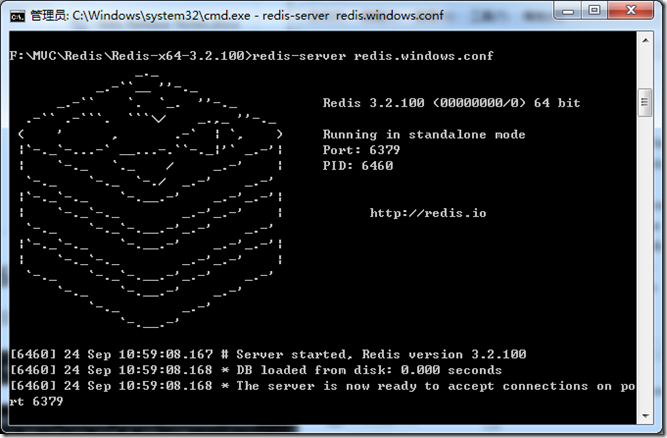 管理员: C:\Windows\system32\cmd.exe - redis-server redis.windows.conf
F:\MVC\Redis\Redis-x64-3.2.100>redis-server redis.windows.conf
Redis 3.2.100 (00000000/0) 64 bit
Running in standalone mode
Port: 6379
PID: 6460
http://redis.io
[6460] 24 Sep 10:59:08.167 # Server started, Redis version 3.2.100
[6460] 24 Sep 10:59:08.168 * DB loaded from disk: 0.000 seconds
[6460] 24 Sep 10:59:08.168 * The server is now ready to accept connections on po
rt 6379